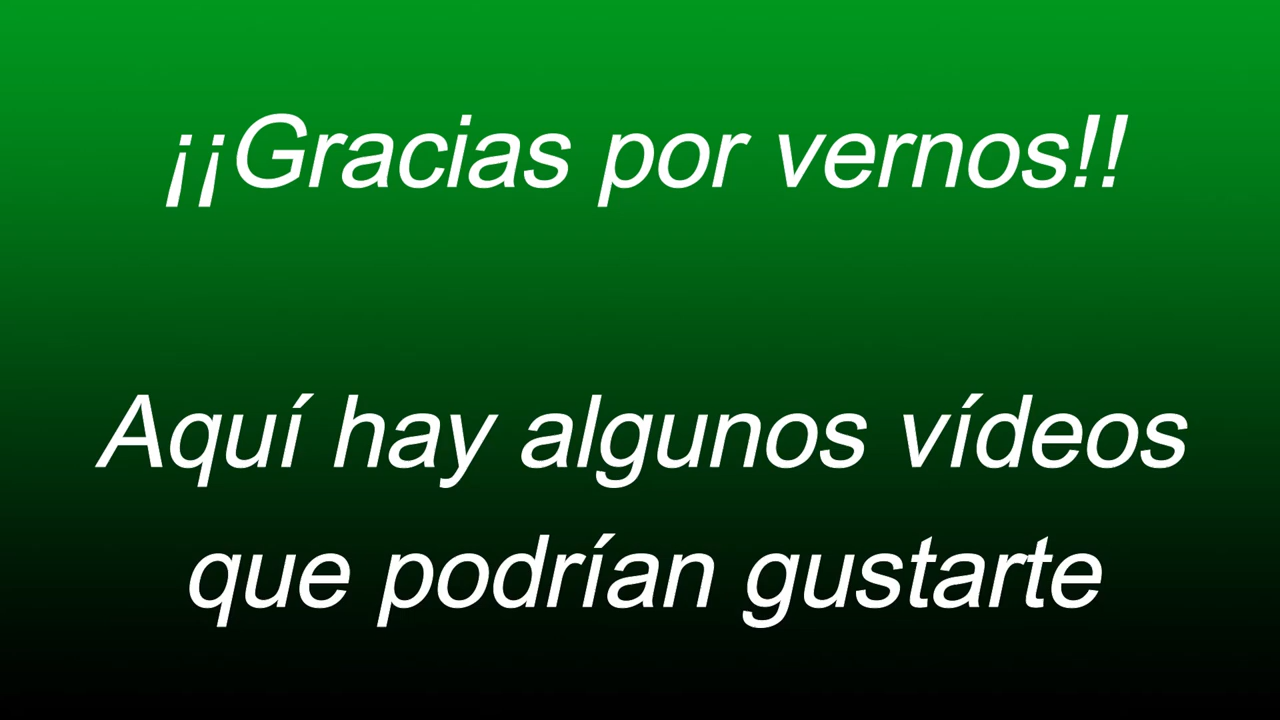 ¡¡Gracias por vernos!!
Aquí hay algunos vídeos
que podrían gustarte